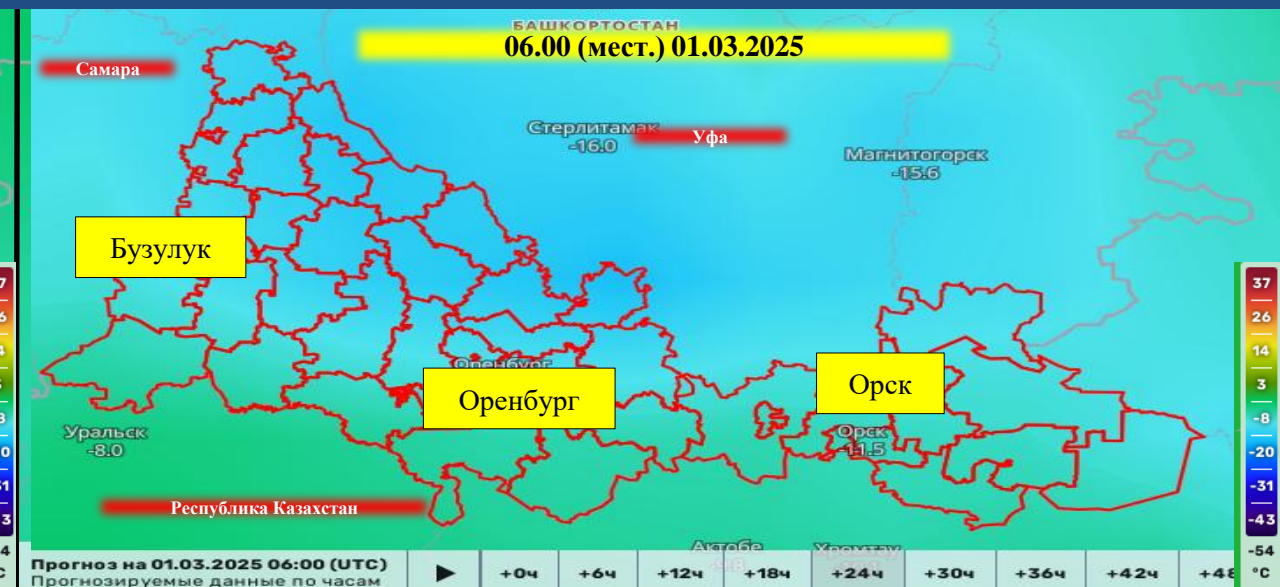 БАШКОРТОСТАН
06.00 (мест.) 01.03.2025
Самара
Стерлитамак
-16.0
Уфа
Магнитогорск
-15.6
Бузулук
Оренбург
Оренбург
Орск
Орск
-11.5
Уральск
-8.0
Республика Казахстан
Актобе
Хромтау
37
26
14
3
-8
-20
-31
-43
-54
°C
Прогноз на 01.03.2025 06:00 (UTC)
Прогнозируемые данные по часам
+0ч +6ч +12ч +18ч +24ч +30ч +36ч +42ч